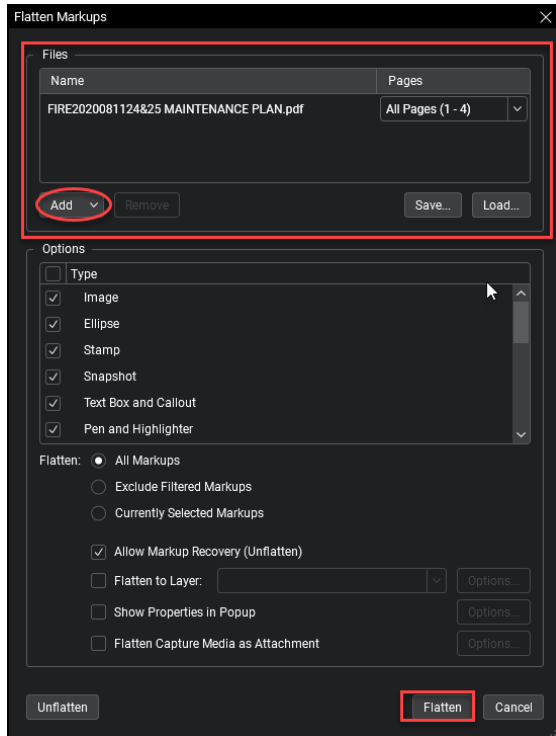 Flatten Markups
Files
Name Pages
FIRE2020081124&25 MAINTENANCE PLAN.pdf All Pages (1 - 4)
Add Remove Save... Load...
Options
Type
Image
Ellipse
Stamp
Snapshot
Text Box and Callout
Pen and Highlighter
Flatten: All Markups
Exclude Filtered Markups
Currently Selected Markups
Allow Markup Recovery (Unflatten)
Flatten to Layer: Options...
Show Properties in Popup Options...
Flatten Capture Media as Attachment Options...
Unflatten Flatten Cancel